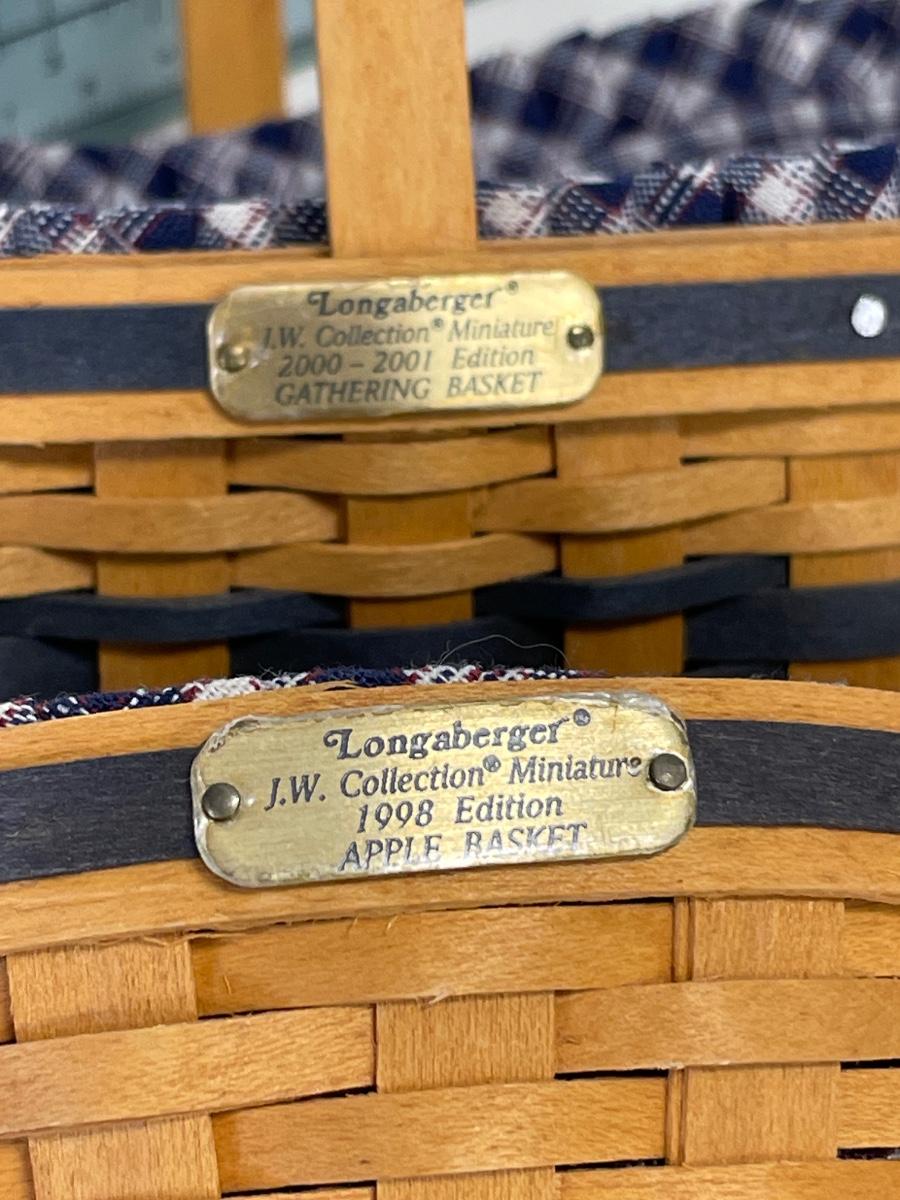 Longaberger®
J.W. Collection® Miniature
2000 – 2001 Edition
GATHERING BASKET
Longaberger®
J.W. Collection® Miniature
1998 Edition
APPLE BASKET